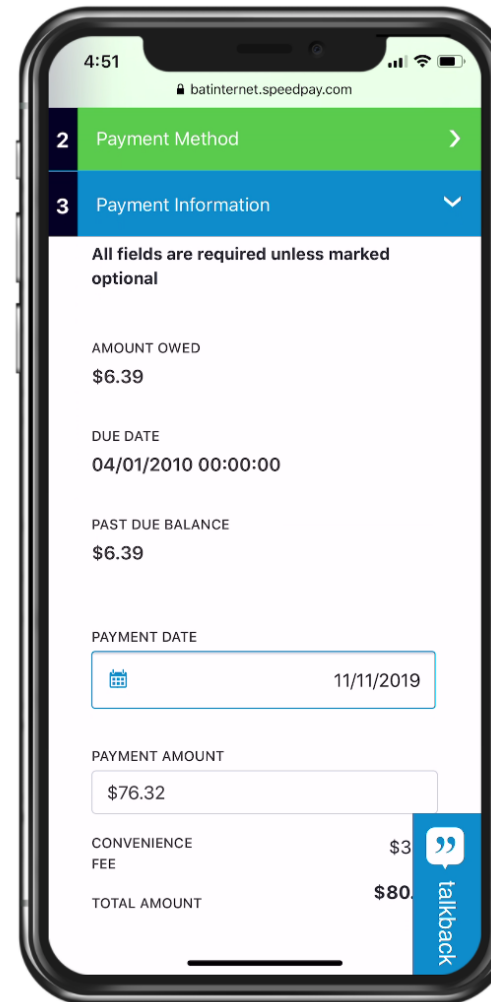 4:51
batinternet.speedpay.com
2 Payment Method
3 Payment Information
All fields are required unless marked
optional
AMOUNT OWED
$6.39
DUE DATE
04/01/2010 00:00:00
PAST DUE BALANCE
$6.39
PAYMENT DATE
11/11/2019
PAYMENT AMOUNT
$76.32
CONVENIENCE
FEE
$3
TOTAL AMOUNT
$80.
talkback